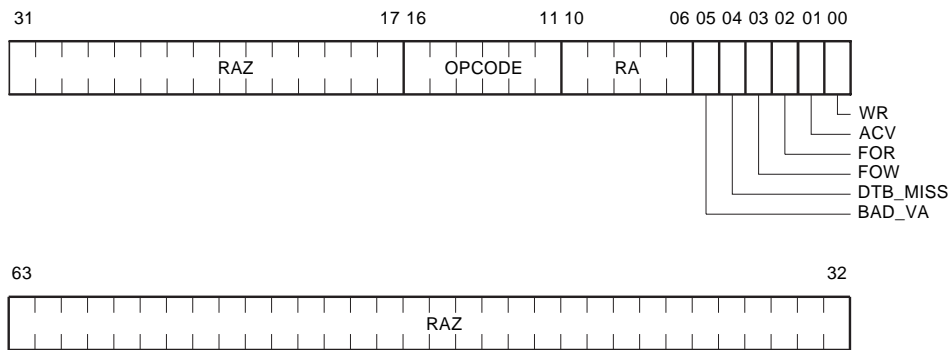 31 17 16 11 10 06 05 04 03 02 01 00
RAZ OPCODE RA
WR
ACV
FOR
FOW
DTB_MISS
BAD_VA
63 32
RAZ